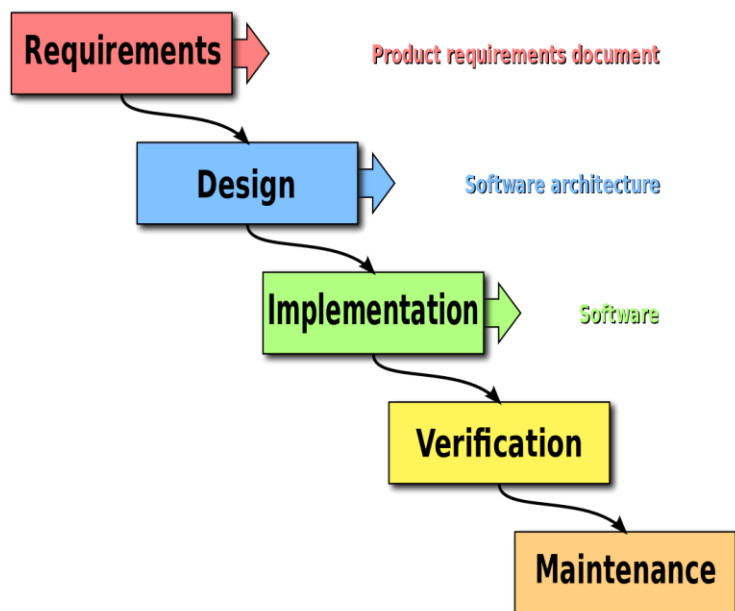 Requirements
Product requirements document
Design
Software architecture
Implementation
Software
Verification
Maintenance